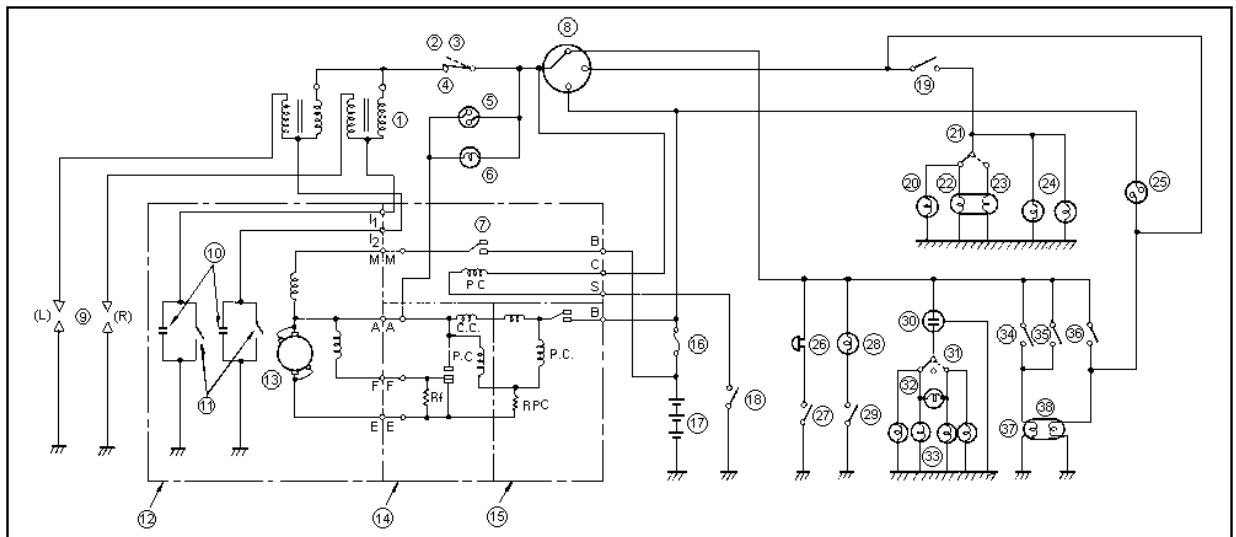 ② ③
⑧
④
⑲
①
⑤
⑥
㉑
⑳
㉒
㉓
㉔
㉕
I₁
I₂
⑦
B
M M
C
P C
S
⑩
(L)
⑨
(R)
A A
C.C.
B
㉚
㉞
㉟
㊱
⑯
㉖
㉘
P.C
P.C.
㉛
⑬
F F
㉜
⑪
Rf
RPC
⑱
㉗
㉙
㊳
E E
⑰
㊲
㉝
⑫
⑭
⑮